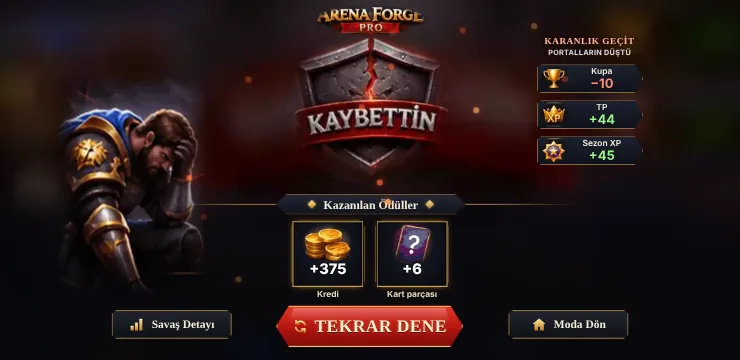 ARENA FORGE
PRO
KARANLIK GEÇİT
PORTALLARIN DÜŞTÜ
Kupa
−10
KAYBETTİN
XP
TP
+44
Sezon XP
+45
Kazanılan Ödüller
?
+375
+6
Kredi
Kart parçası
Savaş Detayı
TEKRAR DENE
Moda Dön